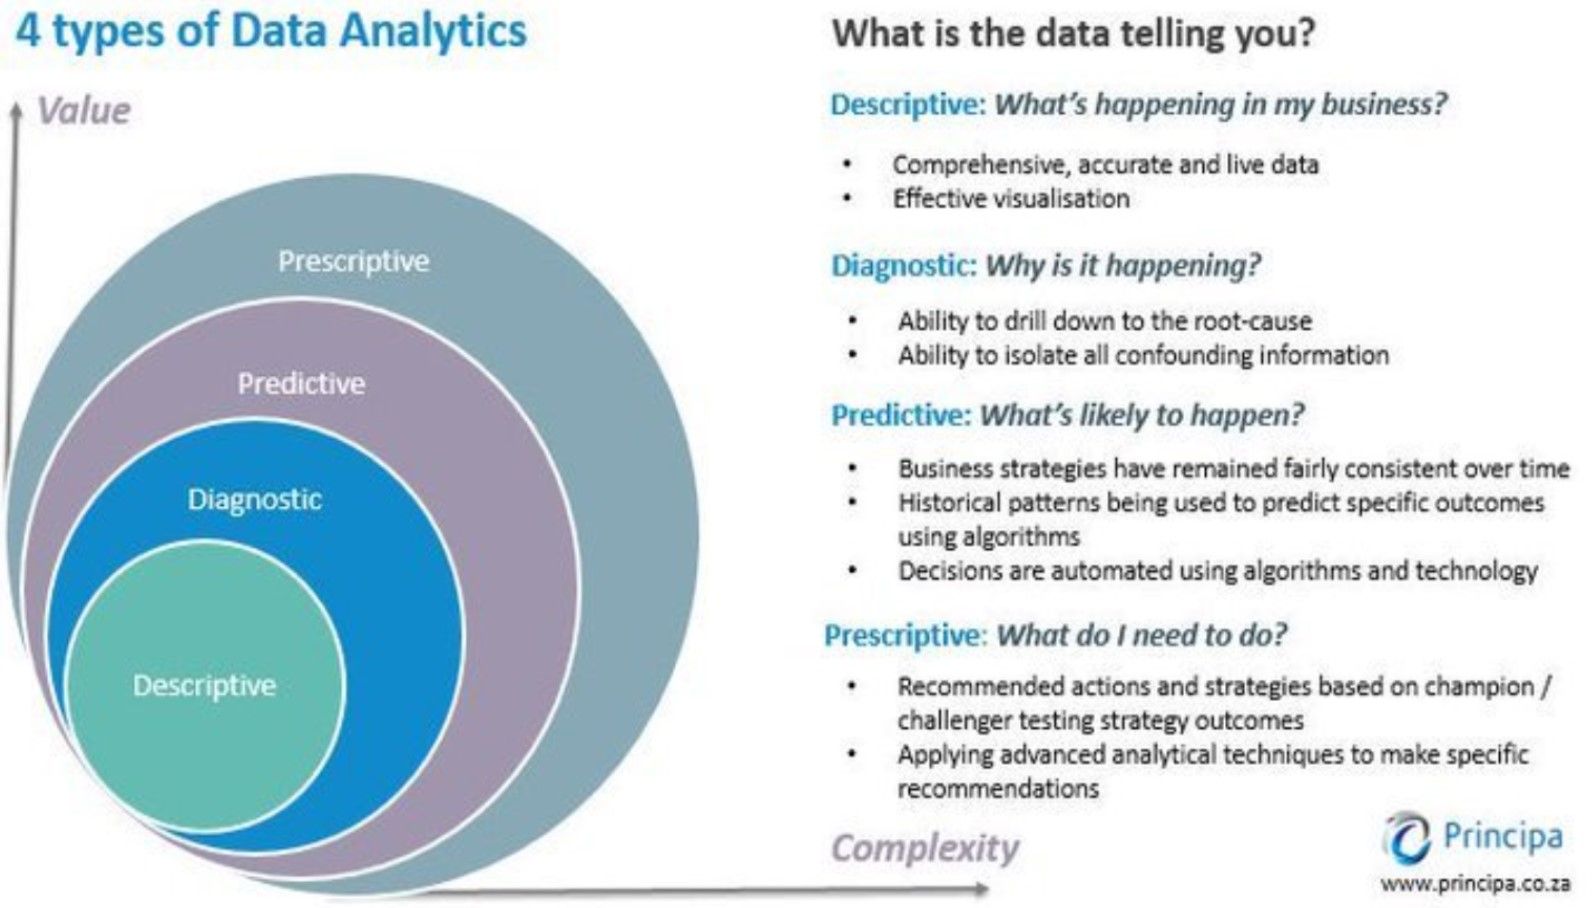 4 types of Data Analytics
Value
Prescriptive
Predictive
Diagnostic
Descriptive
Complexity
What is the data telling you?
Descriptive: What's happening in my business?
• Comprehensive, accurate and live data
• Effective visualisation
Diagnostic: Why is it happening?
• Ability to drill down to the root-cause
• Ability to isolate all confounding information
Predictive: What's likely to happen?
• Business strategies have remained fairly consistent over time
• Historical patterns being used to predict specific outcomes
using algorithms
• Decisions are automated using algorithms and technology
Prescriptive: What do I need to do?
• Recommended actions and strategies based on champion /
challenger testing strategy outcomes
• Applying advanced analytical techniques to make specific
recommendations
Principa
www.principa.co.za